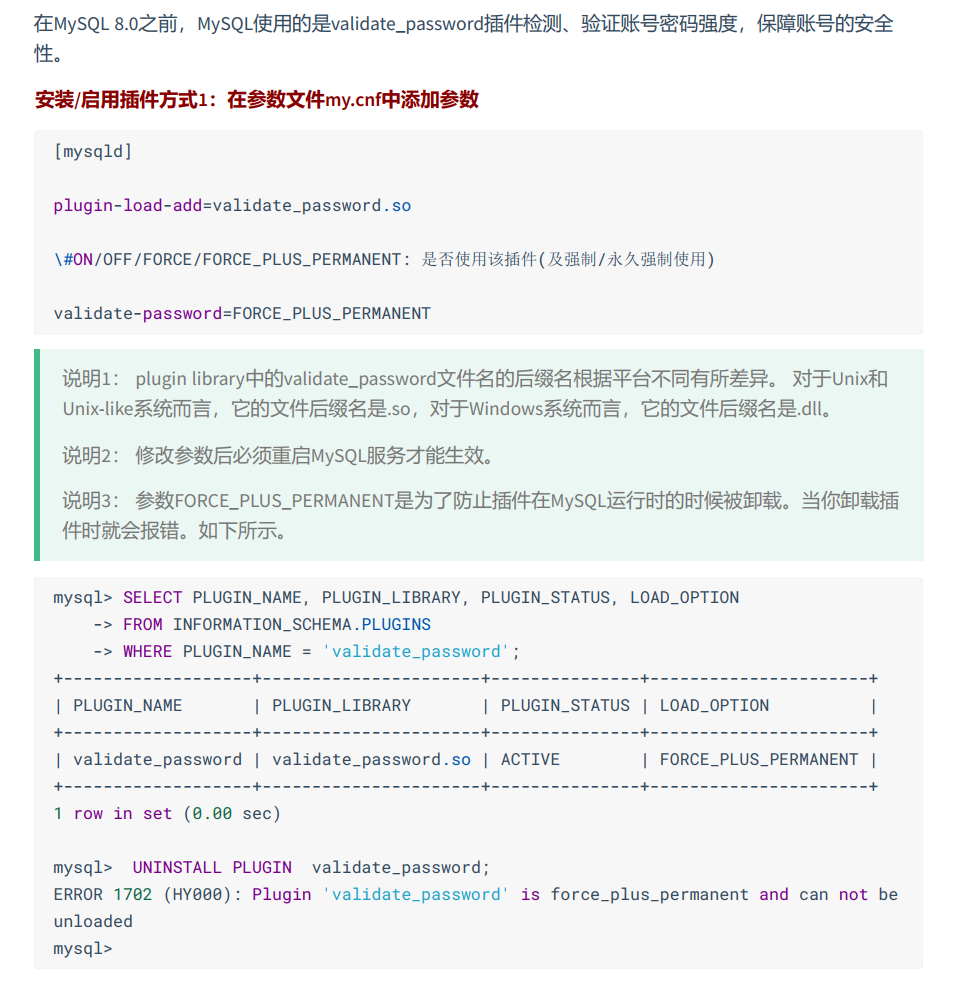 在MySQL 8.0之前，MySQL使用的是validate_password插件检测、验证账号密码强度，保障账号的安全
性。
安装/启用插件方式1：在参数文件my.cnf中添加参数
[mysqld]
plugin-load-add=validate_password.so
\#ON/OFF/FORCE/FORCE_PLUS_PERMANENT: 是否使用该插件(及强制/永久强制使用)
validate-password=FORCE_PLUS_PERMANENT
说明1： plugin library中的validate_password文件名的后缀名根据平台不同有所差异。 对于Unix和
Unix-like系统而言，它的文件后缀名是.so，对于Windows系统而言，它的文件后缀名是.dll。
说明2： 修改参数后必须重启MySQL服务才能生效。
说明3： 参数FORCE_PLUS_PERMANENT是为了防止插件在MySQL运行时的时候被卸载。当你卸载插
件时就会报错。如下所示。
mysql> SELECT PLUGIN_NAME, PLUGIN_LIBRARY, PLUGIN_STATUS, LOAD_OPTION
    -> FROM INFORMATION_SCHEMA.PLUGINS
    -> WHERE PLUGIN_NAME = 'validate_password';
+-------------------+----------------------+---------------+----------------------+
| PLUGIN_NAME       | PLUGIN_LIBRARY       | PLUGIN_STATUS | LOAD_OPTION          |
+-------------------+----------------------+---------------+----------------------+
| validate_password | validate_password.so | ACTIVE        | FORCE_PLUS_PERMANENT |
+-------------------+----------------------+---------------+----------------------+
1 row in set (0.00 sec)
mysql>  UNINSTALL PLUGIN  validate_password;
ERROR 1702 (HY000): Plugin 'validate_password' is force_plus_permanent and can not be
unloaded
mysql>